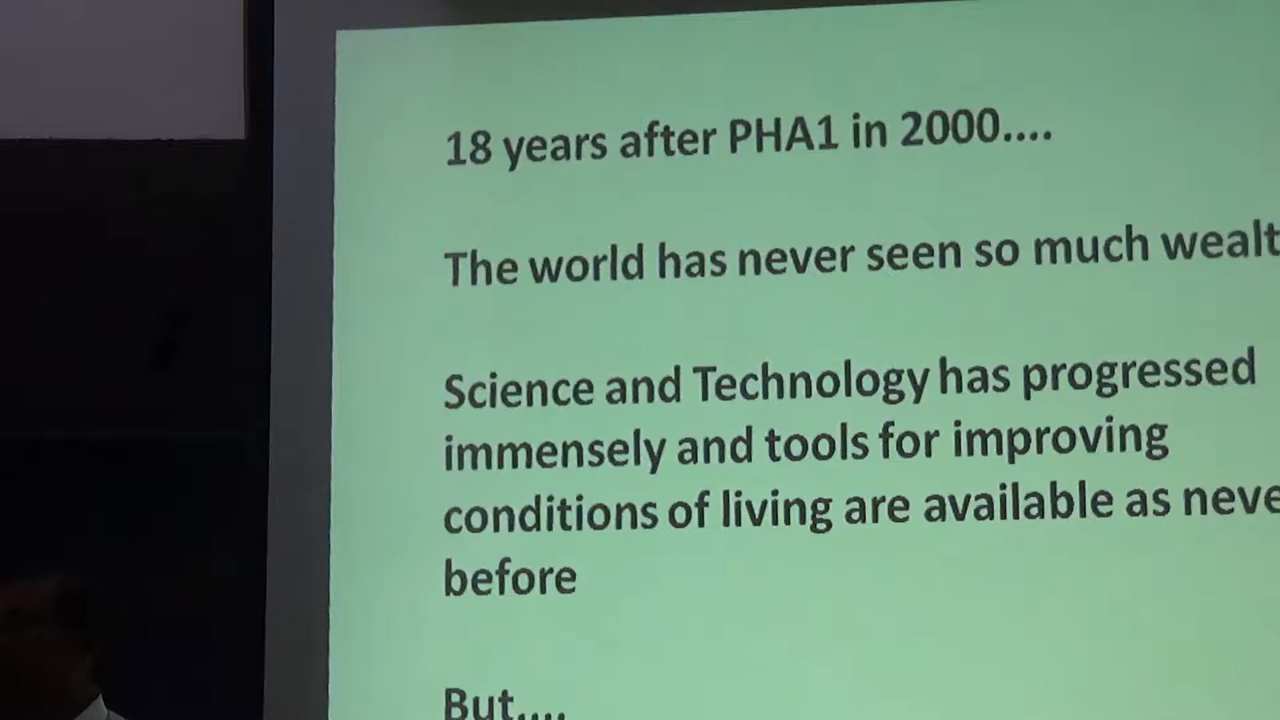 18 years after PHA1 in 2000....
The world has never seen so much wealt
Science and Technology has progressed
immensely and tools for improving
conditions of living are available as neve
before
But....